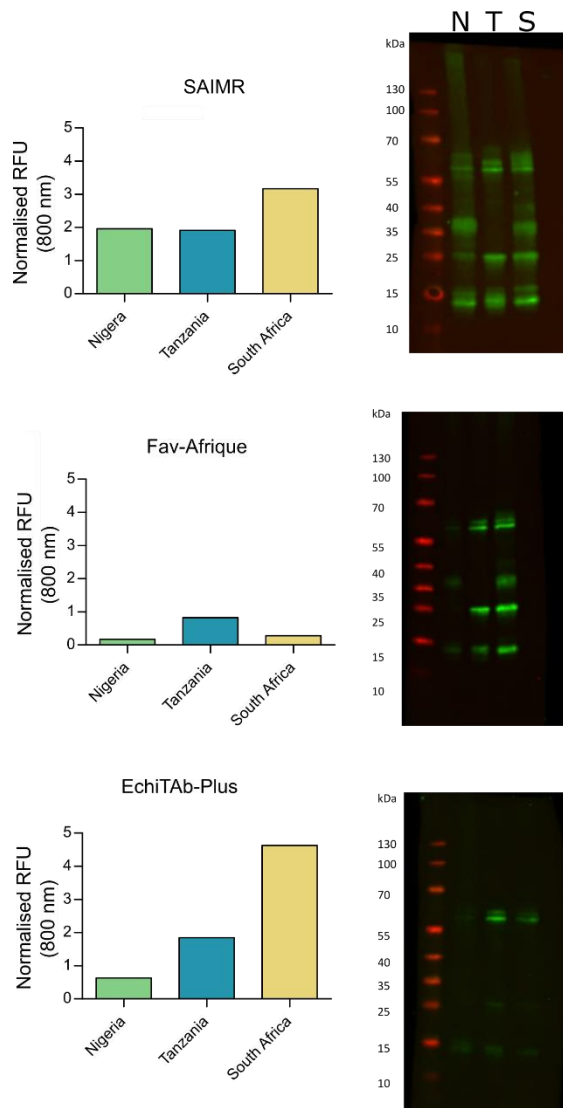 N T S
SAIMR
5
4
3
2
1
0
Normalised RFU
(800 nm)
Nigera
Tanzania
South Africa
kDa
130
100
70
55
40
35
25
15
10
Fav-Afrique
5
4
3
2
1
0
Normalised RFU
(800 nm)
Nigeria
Tanzania
South Africa
kDa
130
100
70
55
40
35
25
15
10
EchiTAb-Plus
5
4
3
2
1
0
Normalised RFU
(800 nm)
Nigeria
Tanzania
South Africa
kDa
130
100
70
55
40
35
25
15
10